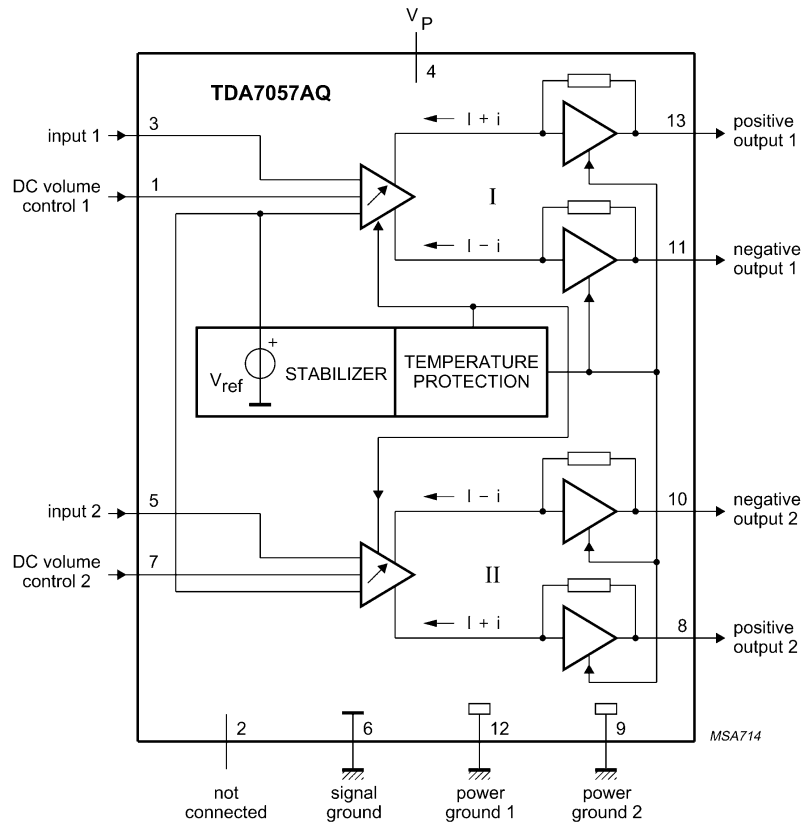 VP
4
TDA7057AQ
input 1
3
I + i
13
positive
output 1
DC volume
control 1
1
I
I − i
11
negative
output 1
+
Vref
STABILIZER
TEMPERATURE
PROTECTION
input 2
5
I − i
10
negative
output 2
DC volume
control 2
7
II
I + i
8
positive
output 2
2
6
12
9
MSA714
not
connected
signal
ground
power
ground 1
power
ground 2